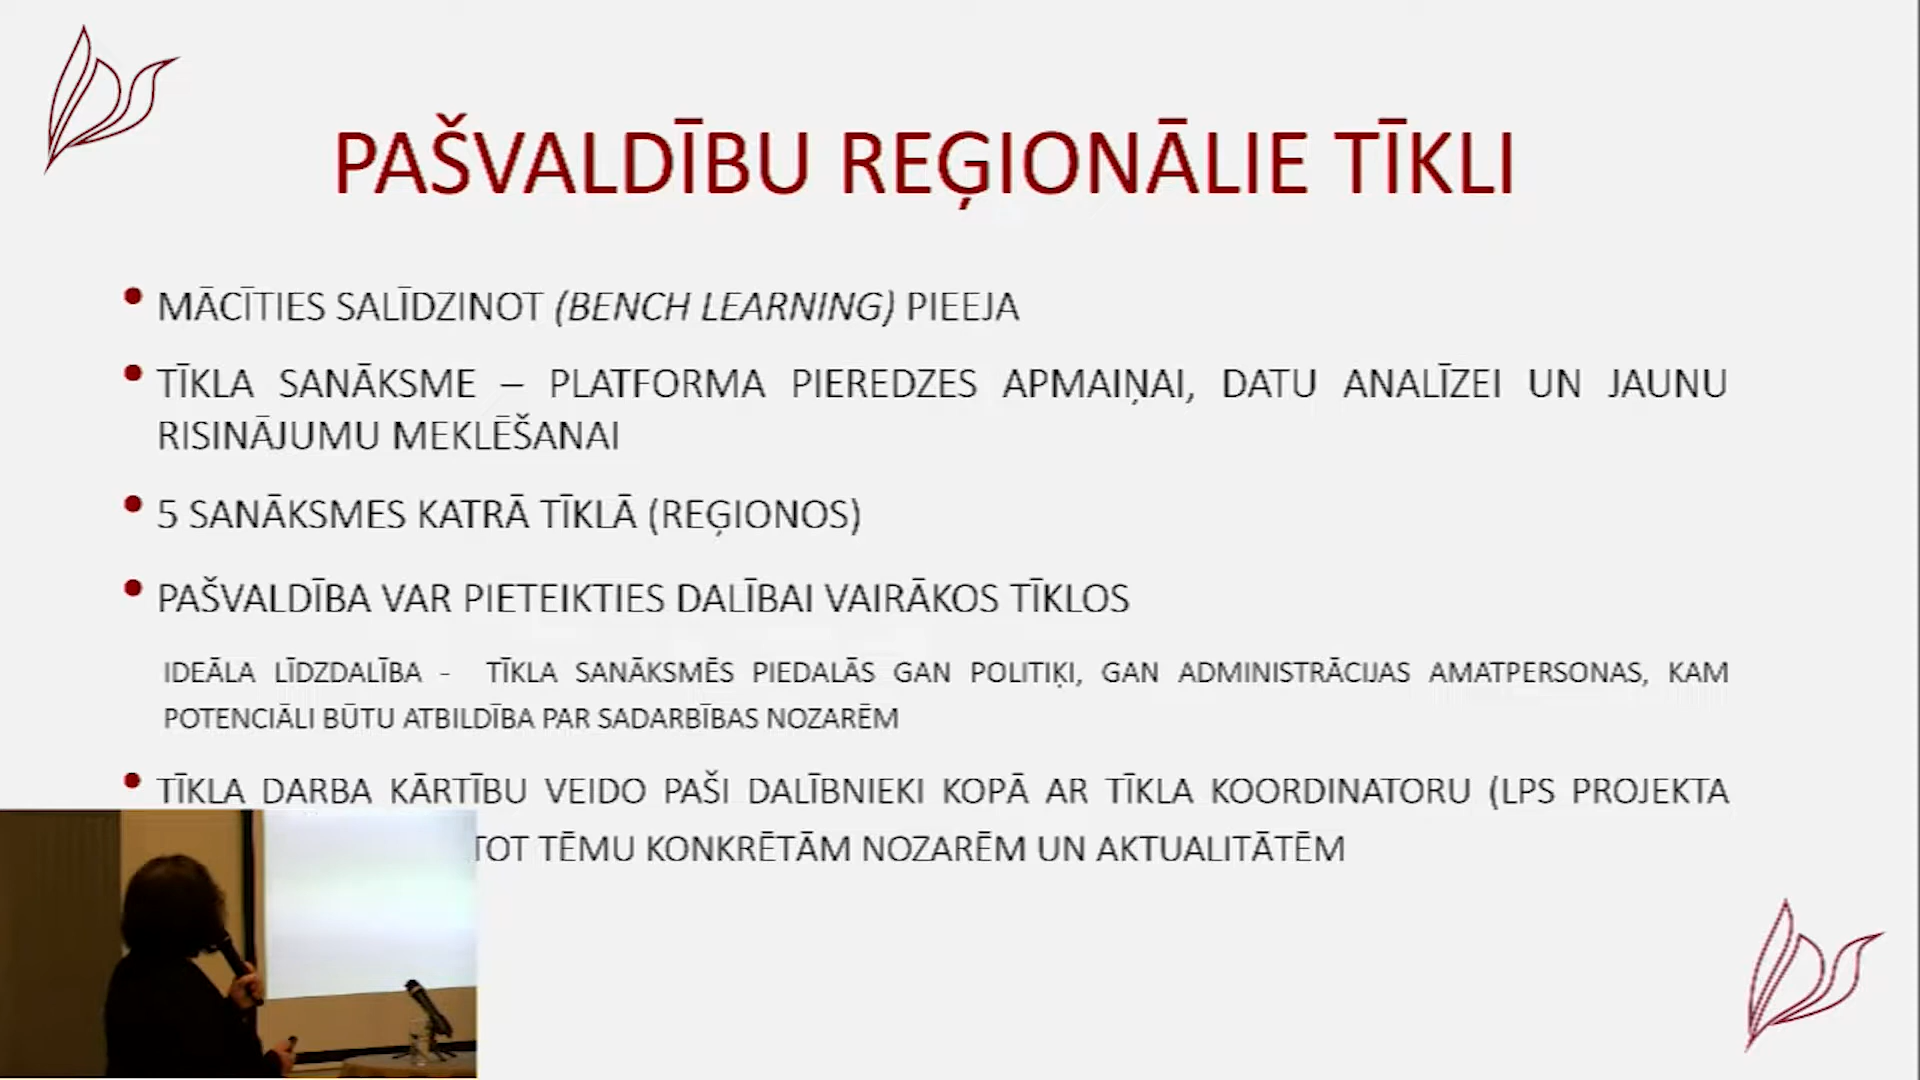 PAŠVALDĪBU REĢIONĀLIE TĪKLI
• MĀCĪTIES SALĪDZINOT (BENCH LEARNING) PIEEJA
• TĪKLA SANĀKSME – PLATFORMA PIEREDZES APMAIŅAI, DATU ANALĪZEI UN JAUNU
RISINĀJUMU MEKLĒŠANAI
• 5 SANĀKSMES KATRĀ TĪKLĀ (REĢIONOS)
• PAŠVALDĪBA VAR PIETEIKTIES DALĪBAI VAIRĀKOS TĪKLOS
IDEĀLA LĪDZDALĪBA - TĪKLA SANĀKSMĒS PIEDALĀS GAN POLITIĶI, GAN ADMINISTRĀCIJAS AMATPERSONAS, KAM
POTENCIĀLI BŪTU ATBILDĪBA PAR SADARBĪBAS NOZARĒM
• TĪKLA DARBA KĀRTĪBU VEIDO PAŠI DALĪBNIEKI KOPĀ AR TĪKLA KOORDINATORU (LPS PROJEKTA
TĒMU KONKRĒTĀM NOZARĒM UN AKTUALITĀTĒM